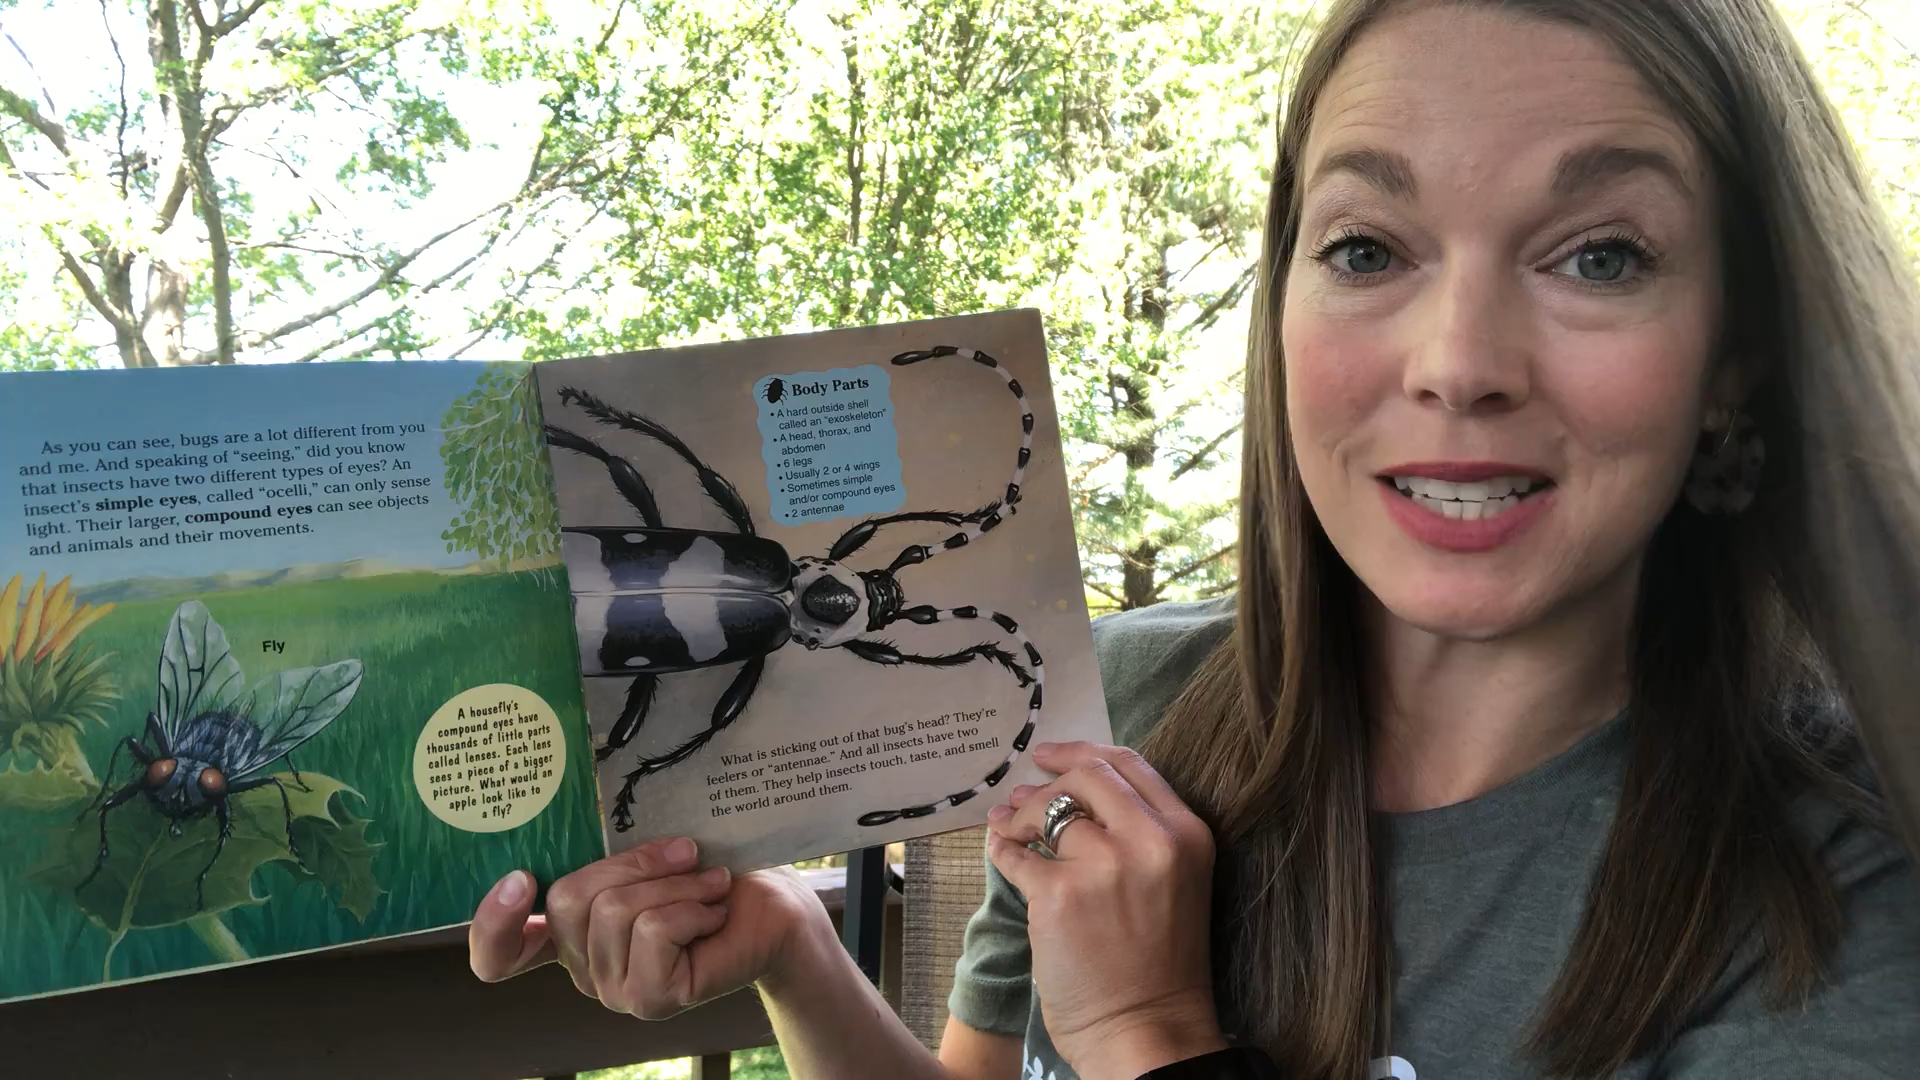 As you can see, bugs are a lot different from you
and me. And speaking of “seeing,” did you know
that insects have two different types of eyes? An
insect's simple eyes, called “ocelli,” can only sense
light. Their larger, compound eyes can see objects
and animals and their movements.
Fly
A housefly's
compound eyes have
thousands of little parts
called lenses. Each lens
sees a piece of a bigger
picture. What would an
apple look like to
a fly?
Body Parts
• A hard outside shell
called an “exoskeleton”
• A head, thorax, and
abdomen
• 6 legs
• Usually 2 or 4 wings
• Sometimes simple
and/or compound eyes
• 2 antennae
What is sticking out of that bug's head? They're
feelers or “antennae.” And all insects have two
of them. They help insects touch, taste, and smell
the world around them.